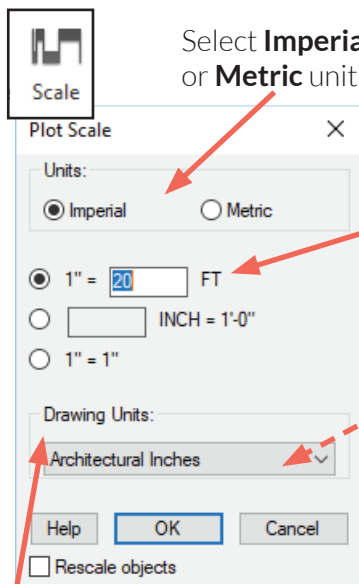 Scale
Select Imperia
or Metric unit
Plot Scale
Units:
Imperial Metric
1" = 20 FT
INCH = 1'-0"
1" = 1"
Drawing Units:
Architectural Inches
Help OK Cancel
Rescale objects